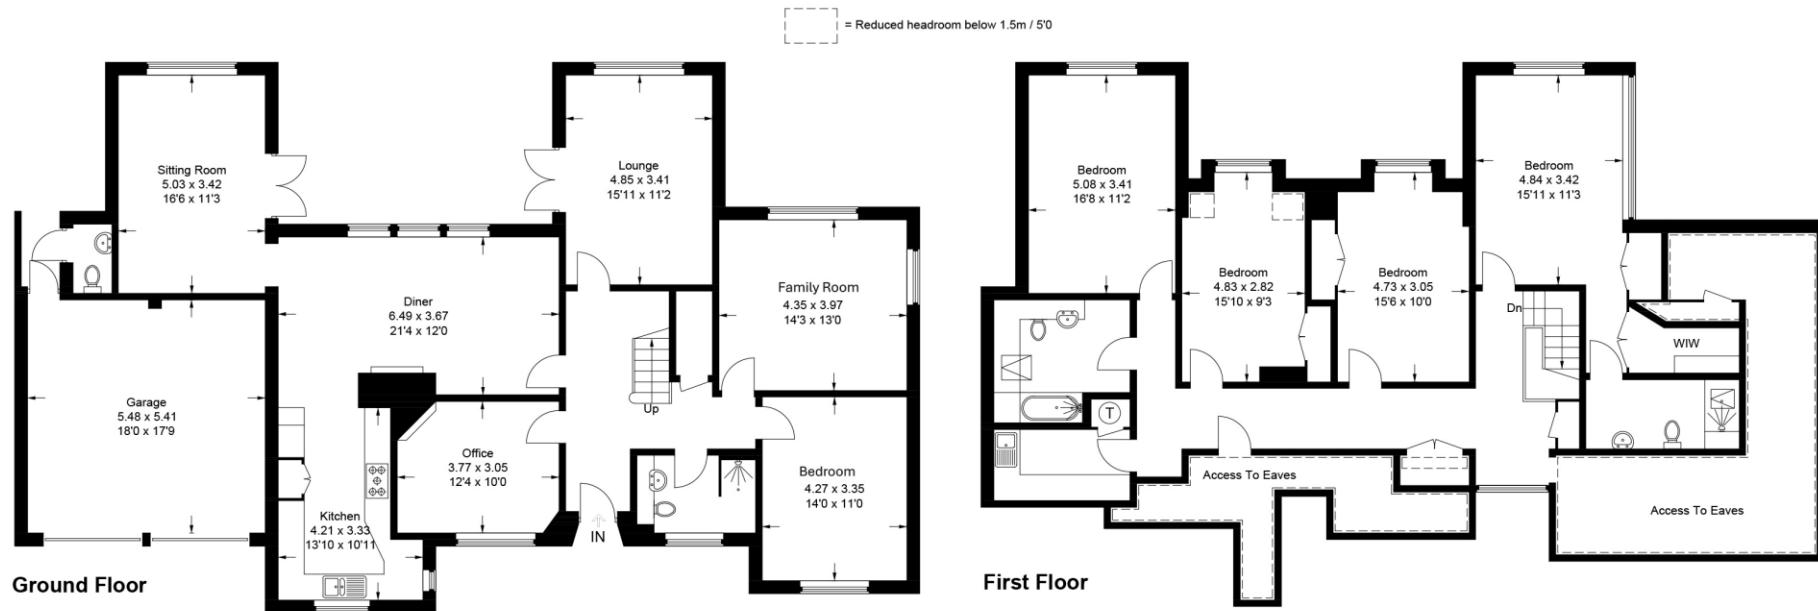 = Reduced headroom below 1.5m / 5'0
Sitting Room
5.03 x 3.42
16'6 x 11'3
Lounge
4.85 x 3.41
15'11 x 11'2
Family Room
4.35 x 3.97
14'3 x 13'0
Diner
6.49 x 3.67
21'4 x 12'0
Garage
5.48 x 5.41
18'0 x 17'9
Up
Office
3.77 x 3.05
12'4 x 10'0
Bedroom
4.27 x 3.35
14'0 x 11'0
Kitchen
4.21 x 3.33
13'10 x 10'11
IN
Ground Floor
Bedroom
5.08 x 3.41
16'8 x 11'2
Bedroom
4.83 x 2.82
15'10 x 9'3
Bedroom
4.73 x 3.05
15'6 x 10'0
Bedroom
4.84 x 3.42
15'11 x 11'3
Dn
WIW
T
Access To Eaves
Access To Eaves
First Floor